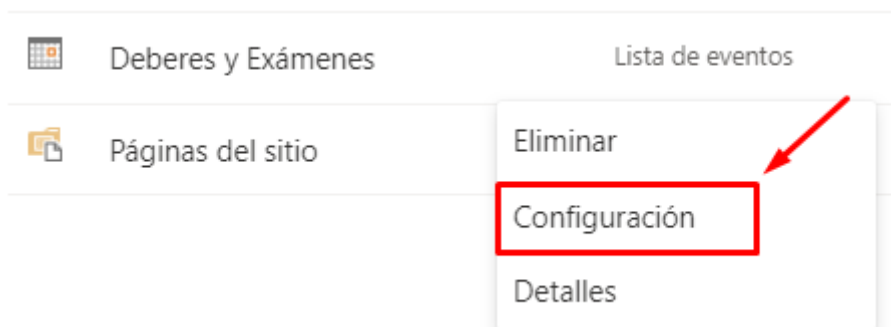 Deberes y Exámenes
Lista de eventos
Páginas del sitio
Eliminar
Configuración
Detalles